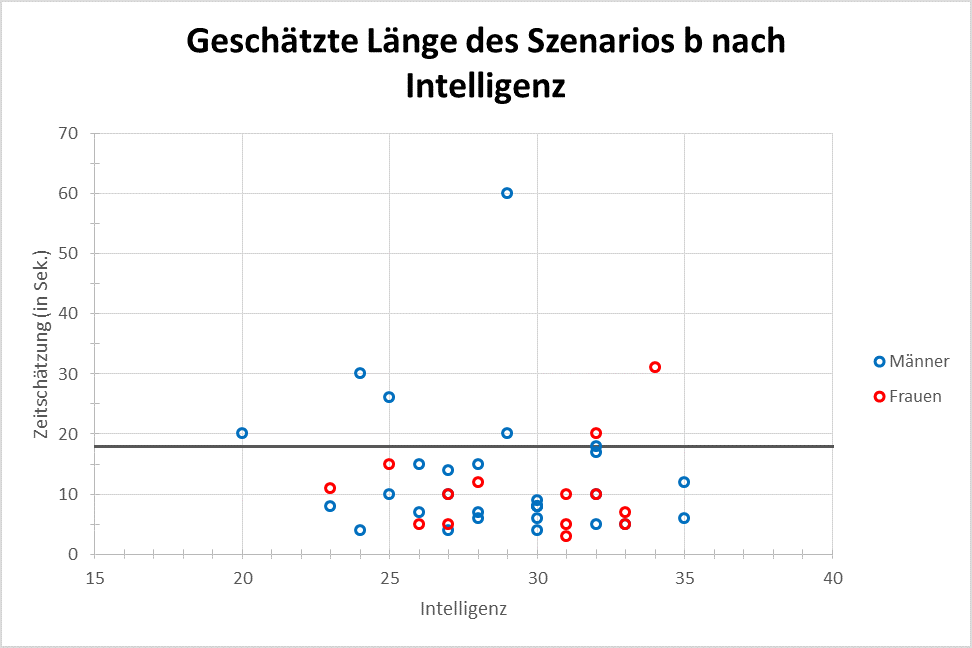 Geschätzte Länge des Szenarios b nach
Intelligenz
70
60
50
40
30
20
10
0
Zeitschätzung (in Sek.)
15 20 25 30 35 40
Intelligenz
Männer
Frauen